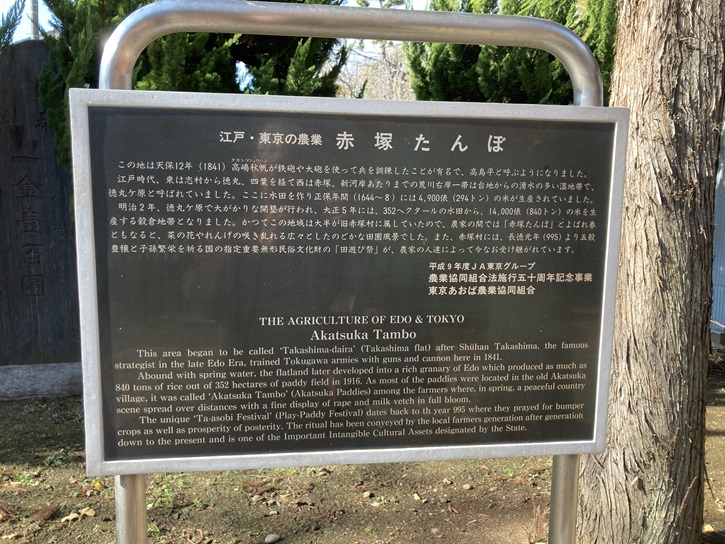 江戸・東京の農業 赤塚たんぼ
この地は天保12年（1841）高嶋秋帆が鉄砲や大砲を使って兵を訓練したことが有名で、高島平と呼ぶようになりました。
江戸時代、東は志村から徳丸、四葉を経て西は赤塚、新河岸あたりまでの荒川右岸一帯は台地からの湧水の多い湿地帯で、
徳丸ケ原と呼ばれていました。ここに水田を作り正保年間（1644〜8）には4,900俵（294トン）の米が生産されていました。
明治2年、徳丸ケ原で大がかりな開墾が行われ、大正5年には、352ヘクタールの水田から、14,000俵（840トン）の米を生
産する穀倉地帯となりました。かつてこの地域は大半が旧赤塚村に属していたので、農家の間では「赤塚たんぼ」とよばれ春
ともなると、菜の花やれんげの咲き乱れる広々としたのどかな田園風景でした。また、赤塚村には、長徳元年（995）より五穀
豊穣と子孫繁栄を祈る国の指定重要無形民俗文化財の「田遊び祭」が、農家の人達によって今なお受け継がれています。
平成9年度JA東京グループ
農業協同組合法施行五十周年記念事業
東京あおば農業協同組合
THE AGRICULTURE OF EDO & TOKYO
Akatsuka Tambo
This area began to be called 'Takashima-daira' (Takashima flat) after Shūhan Takashima, the famous
strategist in the late Edo Era, trained Tokugawa armies with guns and cannon here in 1841.
Abound with spring water, the flatland later developed into a rich granary of Edo which produced as much as
840 tons of rice out of 352 hectares of paddy field in 1916. As most of the paddies were located in the old Akatsuka
village, it was called 'Akatsuka Tambo' (Akatsuka Paddies) among the farmers where, in spring, a peaceful country
scene spread over distances with a fine display of rape and milk vetch in full bloom.
The unique 'Ta-asobi Festival' (Play-Paddy Festival) dates back to th year 995 where they prayed for bumper
crops as well as prosperity of posterity. The ritual has been conveyed by the local farmers generation after generation
down to the present and is one of the Important Intangible Cultural Assets designated by the State.